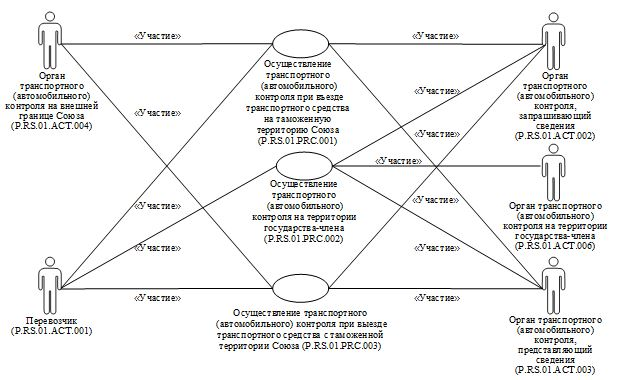 «Участие»
«Участие»
Орган
транспортного
(автомобильного)
контроля на внешней
границе Союза
(P.RS.01.ACT.004)
Осуществление
транспортного
(автомобильного)
контроля при въезде
транспортного средства
на таможенную
территорию Союза
(P.RS.01.PRC.001)
Орган
транспортного
(автомобильного)
контроля,
запрашивающий
сведения
(P.RS.01.ACT.002)
«Участие»
«Участие»
«Участие»
«Участие»
Осуществление
транспортного
(автомобильного)
контроля на территории
государства-члена
(P.RS.01.PRC.002)
Орган транспортного
(автомобильного)
контроля на территории
государства-члена
(P.RS.01.ACT.006)
«Участие»
«Участие»
«Участие»
«Участие»
«Участие»
«Участие»
Перевозчик
(P.RS.01.ACT.001)
Осуществление транспортного
(автомобильного) контроля при выезде
транспортного средства с таможенной
территории Союза (P.RS.01.PRC.003)
Орган транспортного
(автомобильного)
контроля,
представляющий
сведения
(P.RS.01.ACT.003)